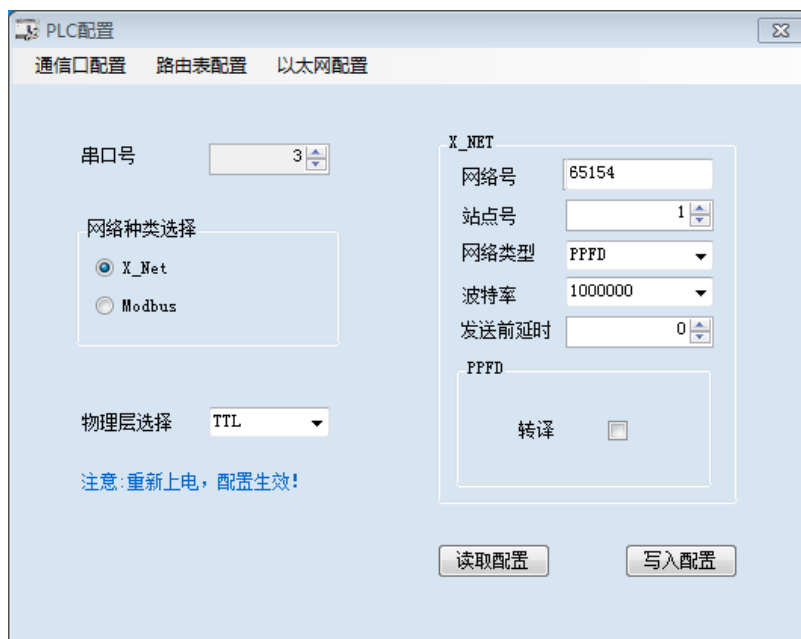 PLC配置
通信口配置 路由表配置 以太网配置
串口号 3
网络种类选择
X_Net
Modbus
物理层选择 TTL
注意:重新上电，配置生效!
X_NET
网络号 65154
站点号 1
网络类型 PPFD
波特率 1000000
发送前延时 0
PPFD
转译
读取配置 写入配置